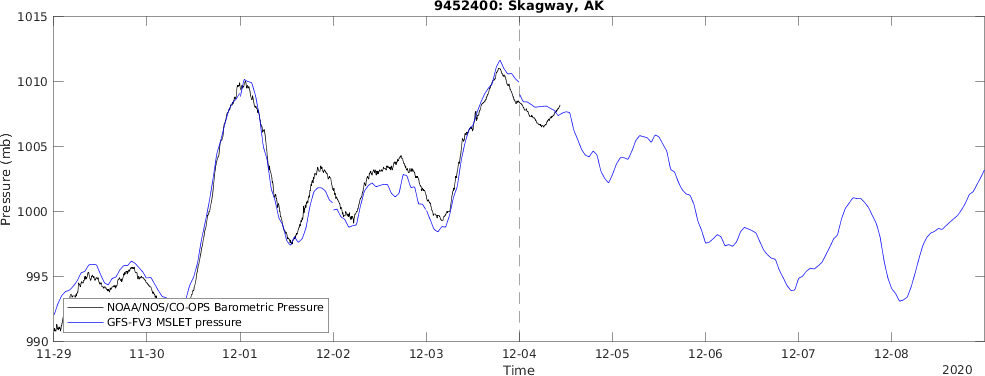 9452400: Skagway, AK
1015
1010
1005
1000
995
990
Pressure (mb)
NOAA/NOS/CO-OPS Barometric Pressure
GFS-FV3 MSLET pressure
11-29 11-30 12-01 12-02 12-03 12-04 12-05 12-06 12-07 12-08
Time
2020